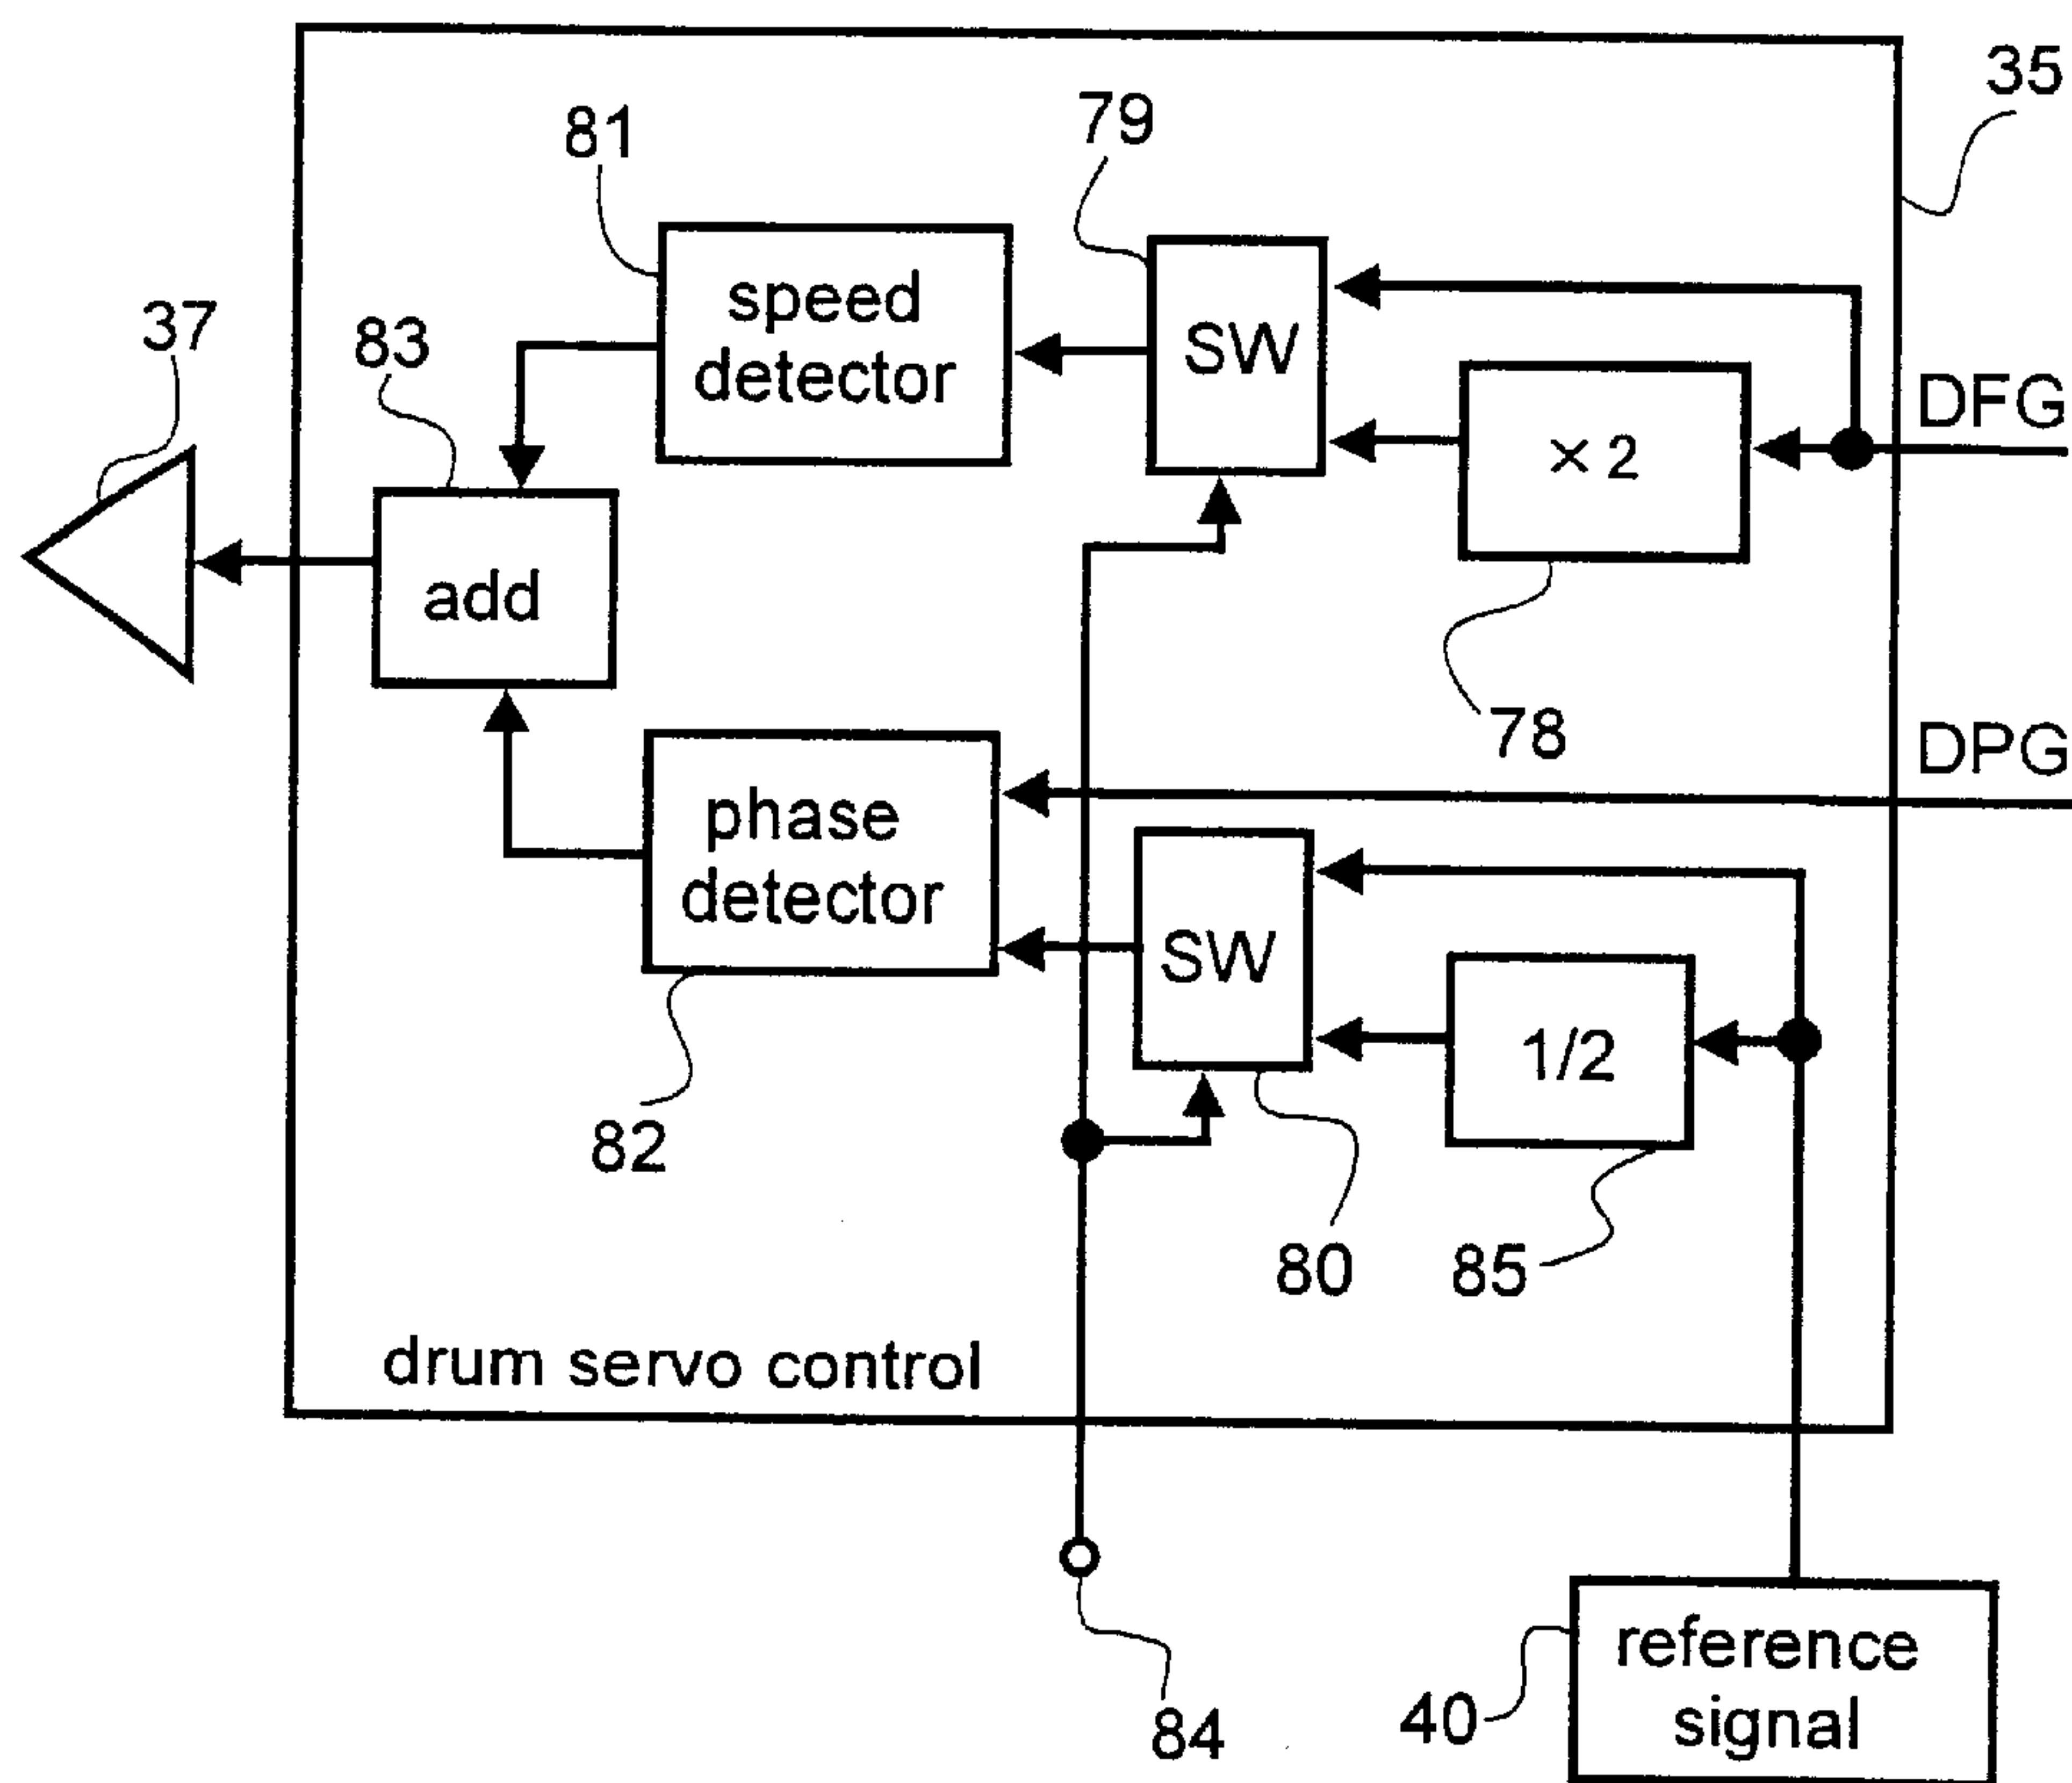 35
79
81
speed
detector
SW
37
83
DFG
× 2
add
78
DPG
phase
detector
SW
1/2
82
80
85
drum servo control
reference
signal
40
84